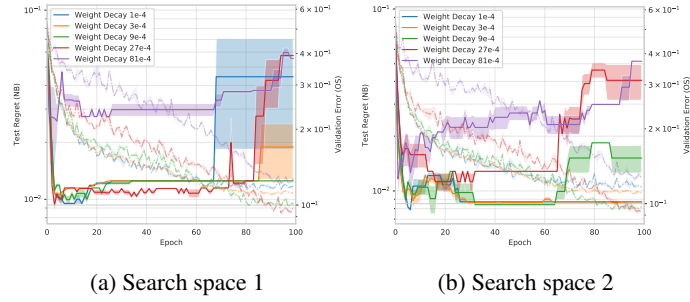 10⁻¹
10⁻²
Test Regret (NB)
0 20 40 60 80 100
Epoch
6 × 10⁻¹
4 × 10⁻¹
3 × 10⁻¹
2 × 10⁻¹
10⁻¹
Validation Error (OS)
Weight Decay 1e-4
Weight Decay 3e-4
Weight Decay 9e-4
Weight Decay 27e-4
Weight Decay 81e-4
(a) Search space 1
10⁻¹
10⁻²
Test Regret (NB)
0 20 40 60 80 100
Epoch
6 × 10⁻¹
4 × 10⁻¹
3 × 10⁻¹
2 × 10⁻¹
10⁻¹
Validation Error (OS)
Weight Decay 1e-4
Weight Decay 3e-4
Weight Decay 9e-4
Weight Decay 27e-4
Weight Decay 81e-4
(b) Search space 2